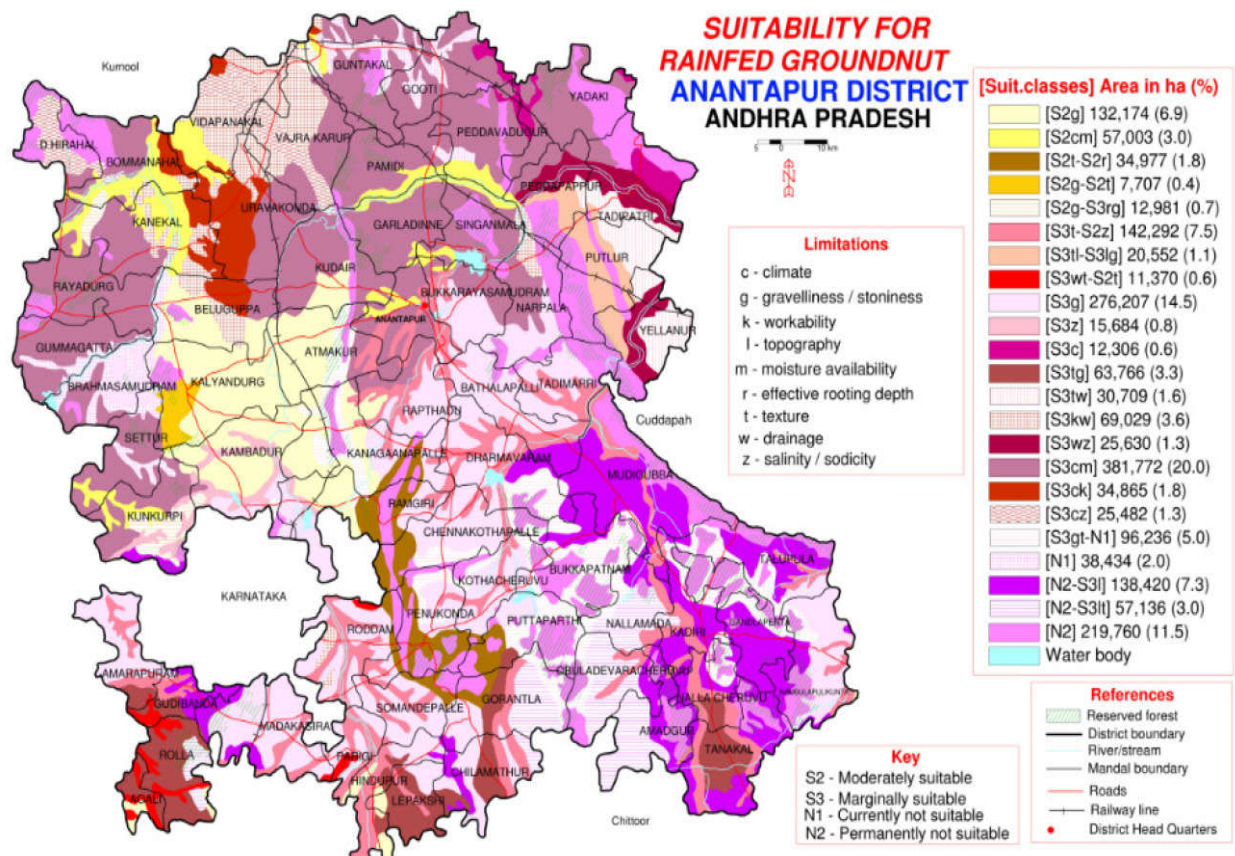 SUITABILITY FOR
RAINFED GROUNDNUT
ANANTAPUR DISTRICT
ANDHRA PRADESH
5 0 10 km
N
[Suit.classes] Area in ha (%)
[S2g] 132,174 (6.9)
[S2cm] 57,003 (3.0)
[S2t-S2r] 34,977 (1.8)
[S2g-S2t] 7,707 (0.4)
[S2g-S3rg] 12,981 (0.7)
[S3t-S2z] 142,292 (7.5)
[S3tl-S3lg] 20,552 (1.1)
[S3wt-S2t] 11,370 (0.6)
[S3g] 276,207 (14.5)
[S3z] 15,684 (0.8)
[S3c] 12,306 (0.6)
[S3tg] 63,766 (3.3)
[S3tw] 30,709 (1.6)
[S3kw] 69,029 (3.6)
[S3wz] 25,630 (1.3)
[S3cm] 381,772 (20.0)
[S3ck] 34,865 (1.8)
[S3cz] 25,482 (1.3)
[S3gt-N1] 96,236 (5.0)
[N1] 38,434 (2.0)
[N2-S3l] 138,420 (7.3)
[N2-S3lt] 57,136 (3.0)
[N2] 219,760 (11.5)
Water body
Limitations
c - climate
g - gravelliness / stoniness
k - workability
l - topography
m - moisture availability
r - effective rooting depth
t - texture
w - drainage
z - salinity / sodicity
References
Reserved forest
District boundary
River/stream
Mandal boundary
Roads
Railway line
District Head Quarters
Key
S2 - Moderately suitable
S3 - Marginally suitable
N1 - Currently not suitable
N2 - Permanently not suitable
Kurnool
GUNTAKAL
GOOTI
YADAKI
VIDAPANAKAL
VAJRA KARUR
PEDDAVADUGUR
D.HIRAHAL
BOMMANAHAL
PAMIDI
PEDDAPAPPUR
KANEKAL
URAVAKONDA
GARLADINNE
SINGANMALA
TADIPATRI
KUDAIR
PUTLUR
RAYADURG
BELUGUPPA
BUKKARAYASAMUDRAM
NARPALA
ANANTAPUR
YELLANUR
GUMMAGATTA
ATMAKUR
BRAHMASAMUDRAM
KALYANDURG
BATHALAPALLI
TADIMARRI
RAPTHADU
Cuddapah
SETTUR
KAMBADUR
KANAGAANAPALLE
DHARMAVARAM
MUDIGUBBA
KUNKURPI
RAMGIRI
CHENNAKOTHAPALLE
TALUPULA
KOTHACHERUVU
BUKKAPATNAM
KARNATAKA
PENUKONDA
PUTTAPARTHI
NALLAMADA
KADIRI
RODDAM
AMARAPURAM
OBULADEVARACHERUVU
GUDIBANDA
GORANTLA
NALLA CHERUVU
MADAKASIRA
SOMANDEPALLE
AMADGUR
ROLLA
PARIGI
TANAKAL
HINDUPUR
CHILAMATHUR
AGALI
LEPAKSHI
Chittoor